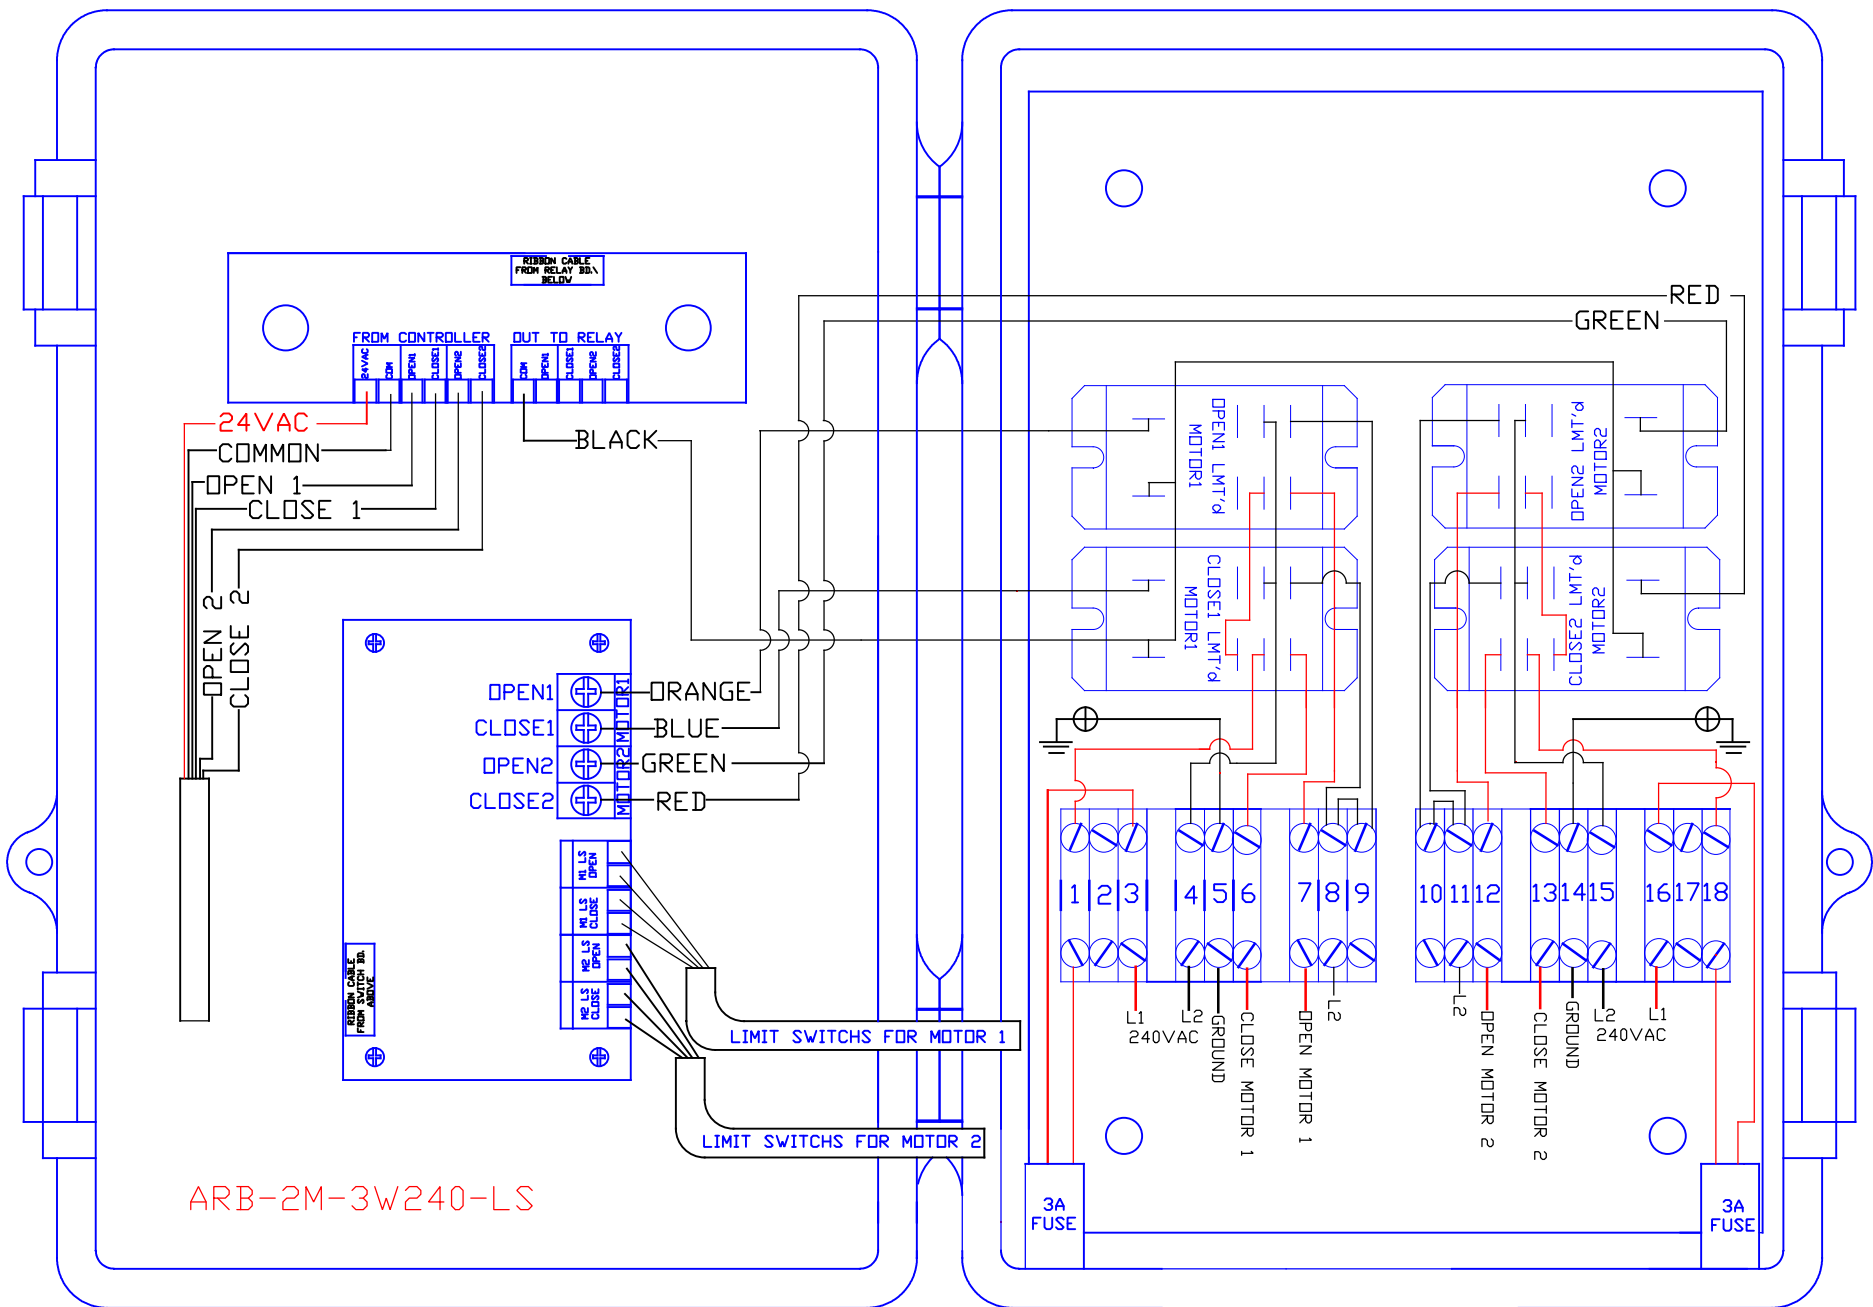 RIBBON CABLE
FROM RELAY BD.\
BELOW
FROM CONTROLLER
OUT TO RELAY
24VAC
COM
OPEN1
CLOSE1
OPEN2
CLOSE2
COM
OPEN1
CLOSE1
OPEN2
CLOSE2
24VAC
COMMON
OPEN 1
CLOSE 1
OPEN 2
CLOSE 2
BLACK
RED
GREEN
OPEN1 LMT'd
MOTOR1
OPEN2 LMT'd
MOTOR2
CLOSE1 LMT'd
MOTOR1
CLOSE2 LMT'd
MOTOR2
OPEN1
CLOSE1
OPEN2
CLOSE2
MOTOR1
MOTOR2
ORANGE
BLUE
GREEN
RED
M1 LS
OPEN
M1 LS
CLOSE
M2 LS
OPEN
M2 LS
CLOSE
RIBBON CABLE
FROM SWITCH BD.
ABOVE
LIMIT SWITCHS FOR MOTOR 1
LIMIT SWITCHS FOR MOTOR 2
1 2 3 4 5 6 7 8 9 10 11 12 13 14 15 16 17 18
L1
L2
240VAC
GROUND
CLOSE MOTOR 1
OPEN MOTOR 1
L2
L2
OPEN MOTOR 2
CLOSE MOTOR 2
GROUND
L2
L1
240VAC
3A
FUSE
3A
FUSE
ARB-2M-3W240-LS